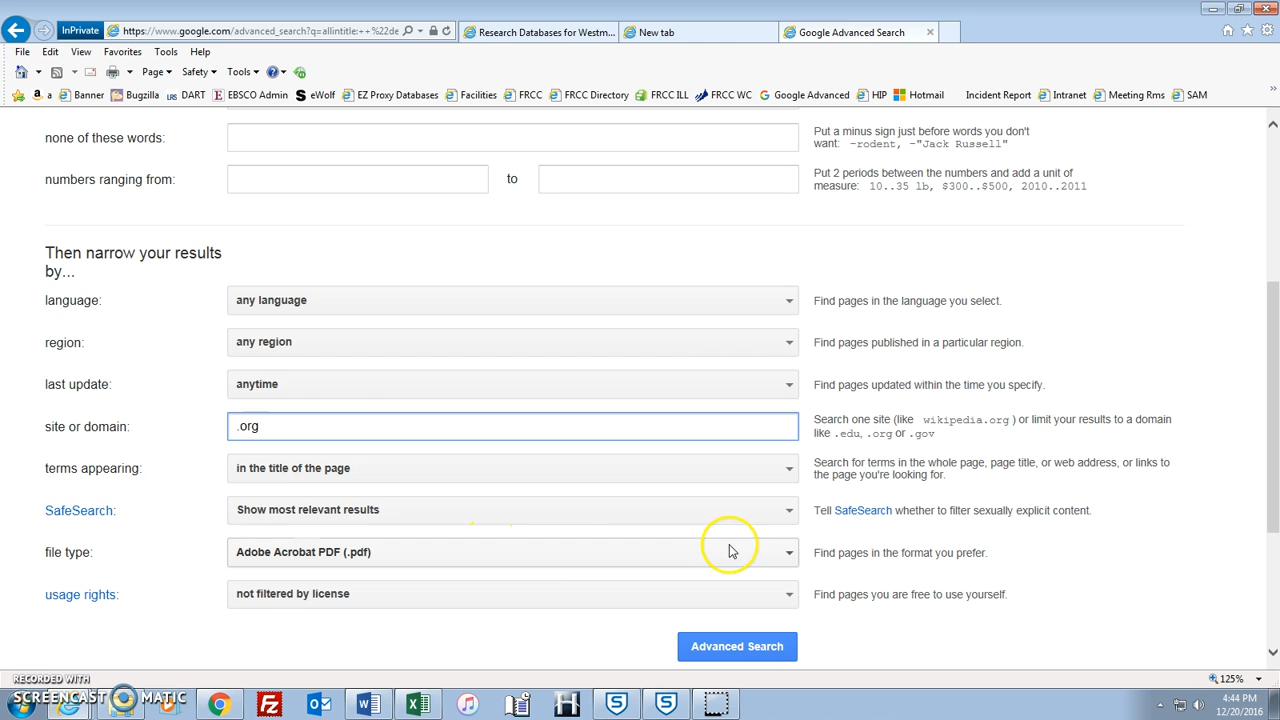 InPrivate
https://www.google.com/advanced_search?q=allintitle:++%22de
Research Databases for Westm...
New tab
Google Advanced Search
File Edit View Favorites Tools Help
Page Safety Tools
a Banner Bugzilla DART EBSCO Admin eWolf EZ Proxy Databases Facilities FRCC FRCC Directory FRCC ILL FRCC WC Google Advanced HIP Hotmail Incident Report Intranet Meeting Rms SAM
none of these words:
Put a minus sign just before words you don't
want: -rodent, -"Jack Russell"
numbers ranging from:
to
Put 2 periods between the numbers and add a unit of
measure: 10..35 lb, $300..$500, 2010..2011
Then narrow your results
by...
language:
any language
Find pages in the language you select.
region:
any region
Find pages published in a particular region.
last update:
anytime
Find pages updated within the time you specify.
site or domain:
.org
Search one site (like wikipedia.org ) or limit your results to a domain
like .edu, .org or .gov
terms appearing:
in the title of the page
Search for terms in the whole page, page title, or web address, or links to
the page you're looking for.
SafeSearch:
Show most relevant results
Tell SafeSearch whether to filter sexually explicit content.
file type:
Adobe Acrobat PDF (.pdf)
Find pages in the format you prefer.
usage rights:
not filtered by license
Find pages you are free to use yourself.
Advanced Search
125%
RECORDED WITH
SCREENCAST MATIC
4:44 PM
12/20/2016